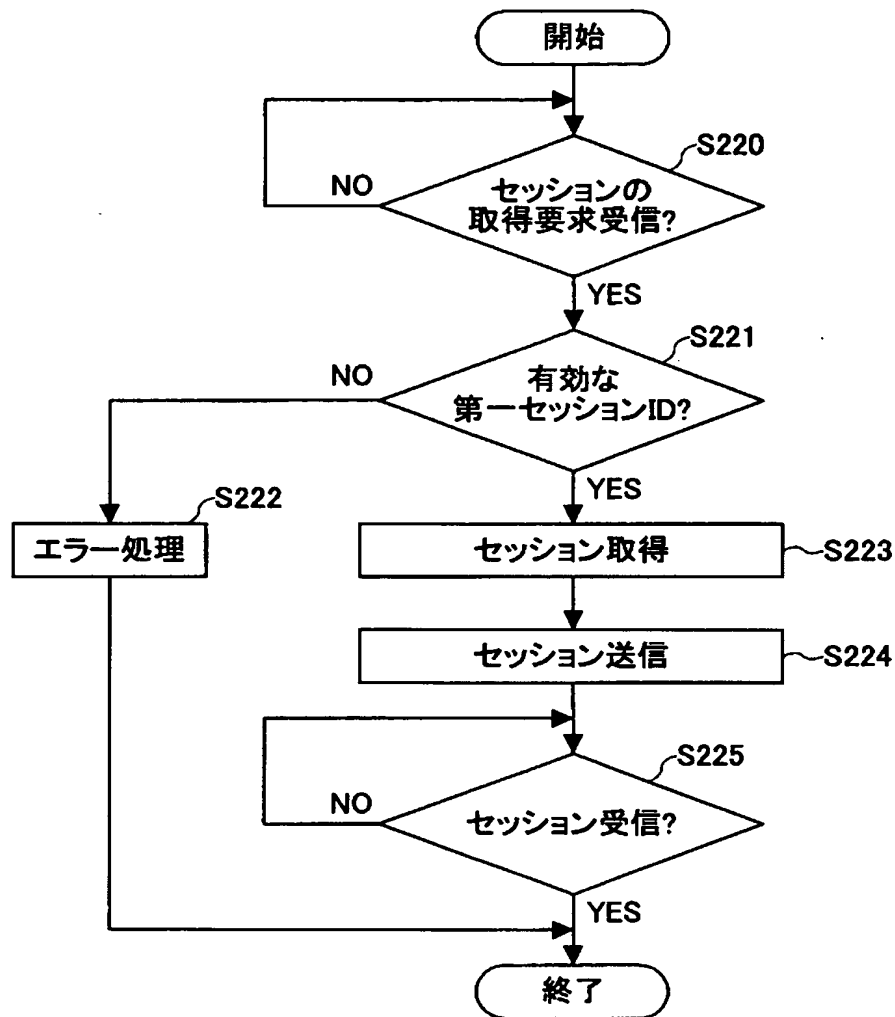 開始
S220
NO
セッションの
取得要求受信?
YES
S221
NO
有効な
第一セッションID?
YES
S222
エラー処理
セッション取得
S223
セッション送信
S224
S225
NO
セッション受信?
YES
終了